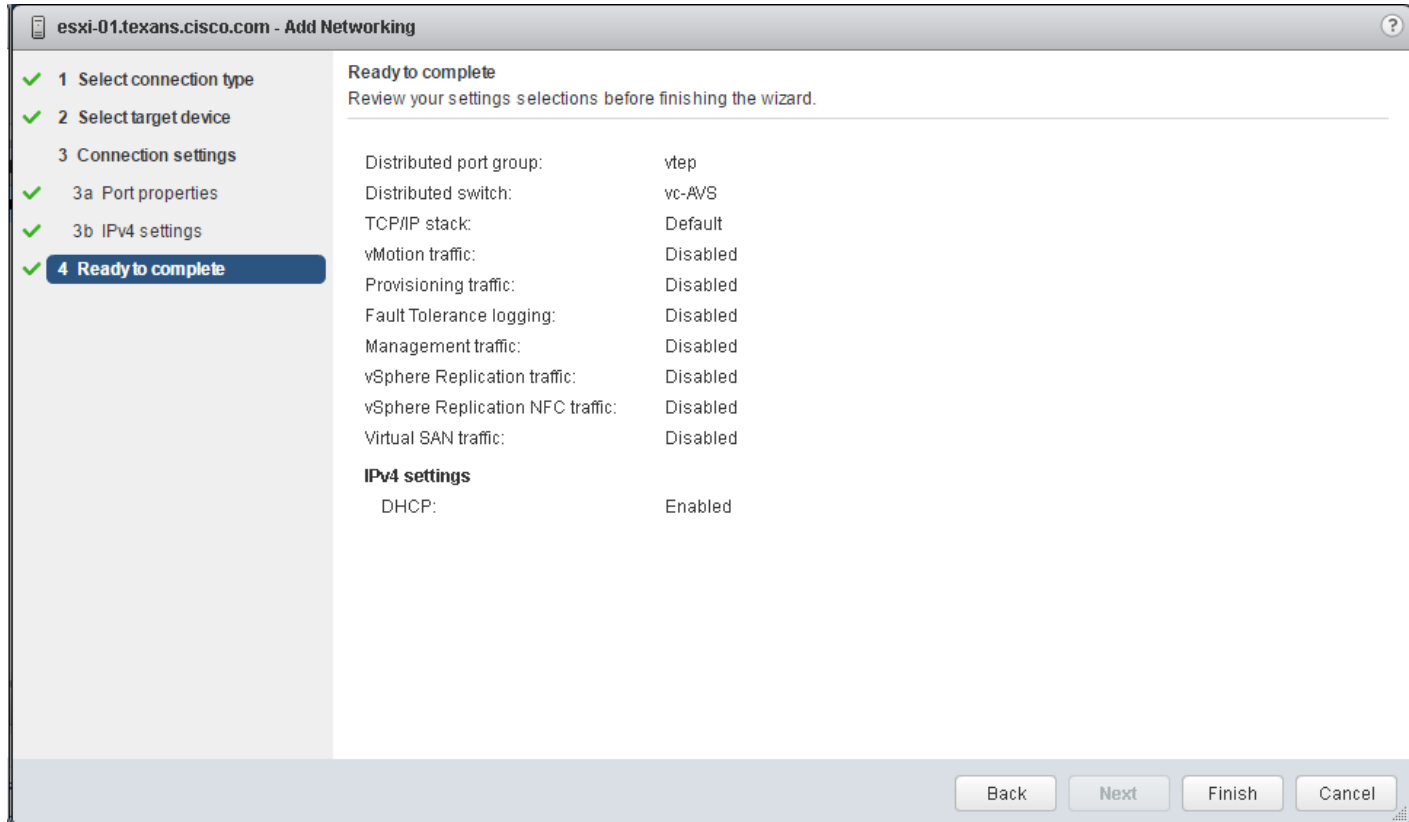 esxi-01.texans.cisco.com - Add Networking
?
1 Select connection type
2 Select target device
3 Connection settings
3a Port properties
3b IPv4 settings
4 Ready to complete
Ready to complete
Review your settings selections before finishing the wizard.
Distributed port group: vtep
Distributed switch: vc-AVS
TCP/IP stack: Default
vMotion traffic: Disabled
Provisioning traffic: Disabled
Fault Tolerance logging: Disabled
Management traffic: Disabled
vSphere Replication traffic: Disabled
vSphere Replication NFC traffic: Disabled
Virtual SAN traffic: Disabled
IPv4 settings
DHCP: Enabled
Back Next Finish Cancel